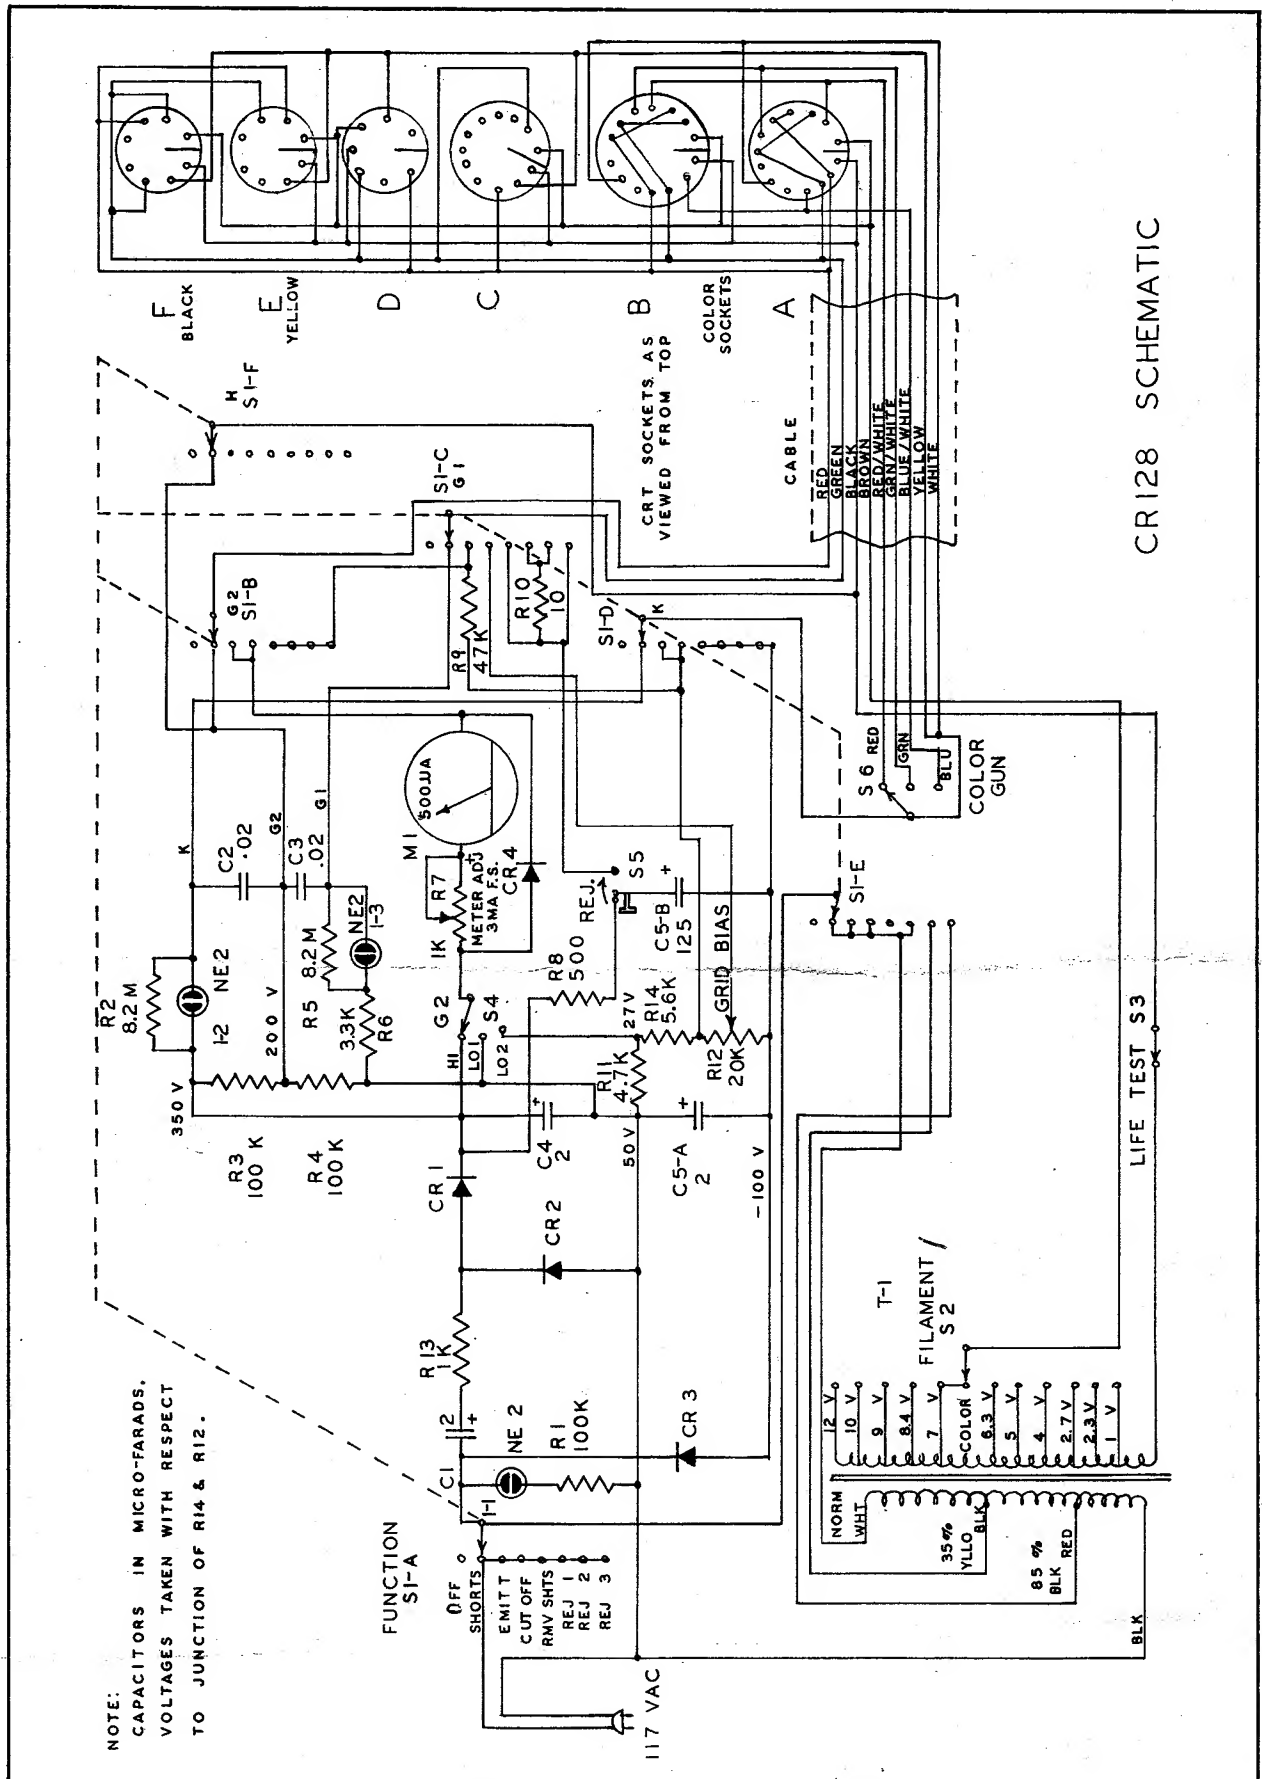 NOTE:
CAPACITORS IN MICRO-FARADS.
VOLTAGES TAKEN WITH RESPECT
TO JUNCTION OF R14 & R12.
FUNCTION
S1-A
OFF
SHORTS
EMITT
CUT OFF
RMV SHTS
REJ 1
REJ 2
REJ 3
117 VAC
I-1
C1
2
+
NE 2
R1
100K
R13
1K
CR 3
CR 1
CR 2
350 V
R3
100 K
R4
100 K
R2
8.2 M
I-2
NE2
200 V
K
C2
.02
G2
C3
.02
G1
R5
8.2 M
NE2
I-3
3.3K
R6
C4
2
+
50 V
C5-A
2
+
-100 V
HI
LO 1
LO 2
G2
S4
R11
4.7K
27V
R14
5.6K
R12
20K
GRID BIAS
R8
500
1K
R7
METER ADJ
3MA F.S.
M1
+
500UA
CR 4
REJ.
S5
C5-B
125
+
G2
S1-B
R9
47K
R10
10
S1-C
G1
H
S1-F
S1-D
K
S1-E
S6
RED
GRN
BLU
COLOR
GUN
T-1
FILAMENT
S2
12 V
10 V
9 V
8.4 V
7 V
COLOR
6.3 V
5 V
4 V
2.7 V
2.3 V
1 V
NORM
WHT
35%
YLLO
BLK
85 %
BLK
RED
BLK
LIFE TEST S3
CABLE
RED
GREEN
BLACK
BROWN
RED/WHITE
GRN/WHITE
BLUE/WHITE
YELLOW
WHITE
CRT SOCKETS AS
VIEWED FROM TOP
F
BLACK
E
YELLOW
D
C
B
COLOR
SOCKETS
A
CR128 SCHEMATIC